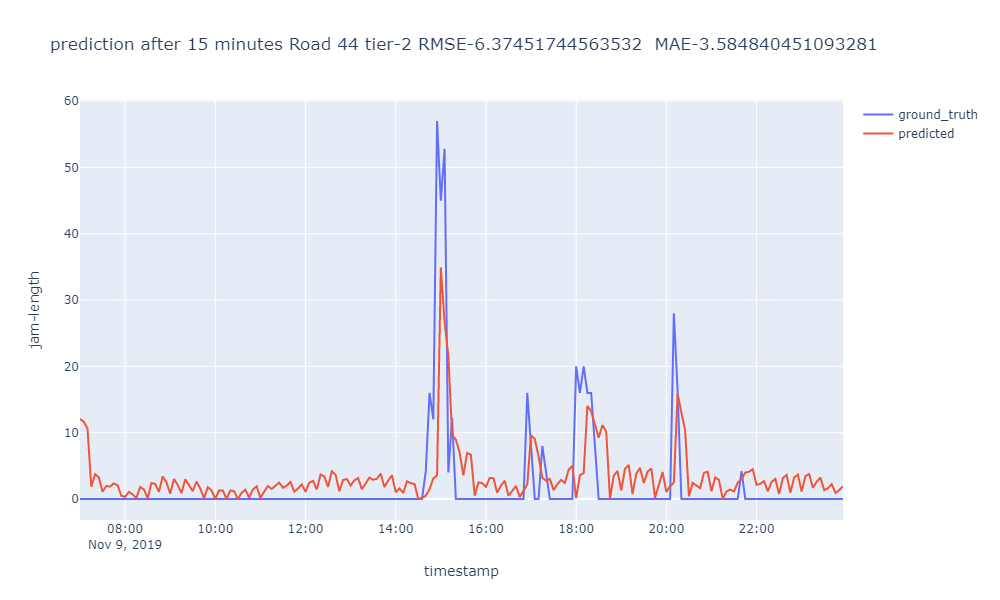 prediction after 15 minutes Road 44 tier-2 RMSE-6.37451744563532  MAE-3.584840451093281
ground_truth
predicted
60
50
40
30
20
10
0
jam-length
08:00 10:00 12:00 14:00 16:00 18:00 20:00 22:00
Nov 9, 2019
timestamp